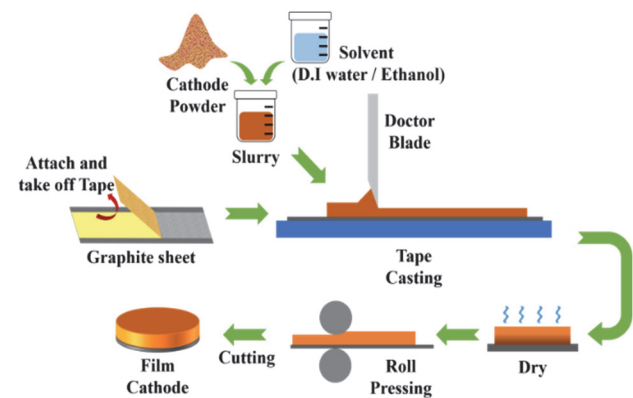 Solvent
(D.I water / Ethanol)
Cathode
Powder
Slurry
Doctor
Blade
Attach and
take off Tape
Graphite sheet
Tape
Casting
Dry
Roll
Pressing
Cutting
Film
Cathode